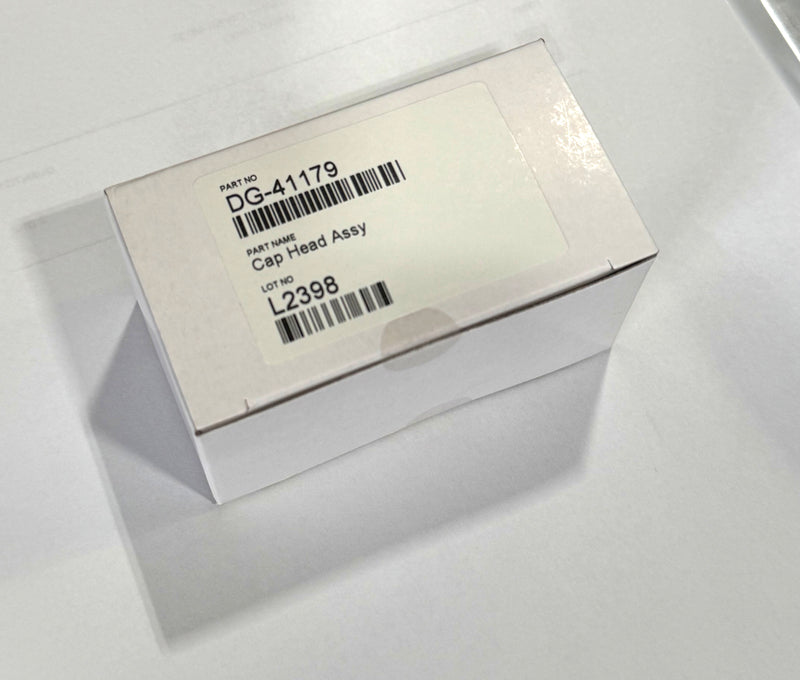 PART NO
DG-41179
PART NAME
Cap Head Assy
LOT NO
L2398